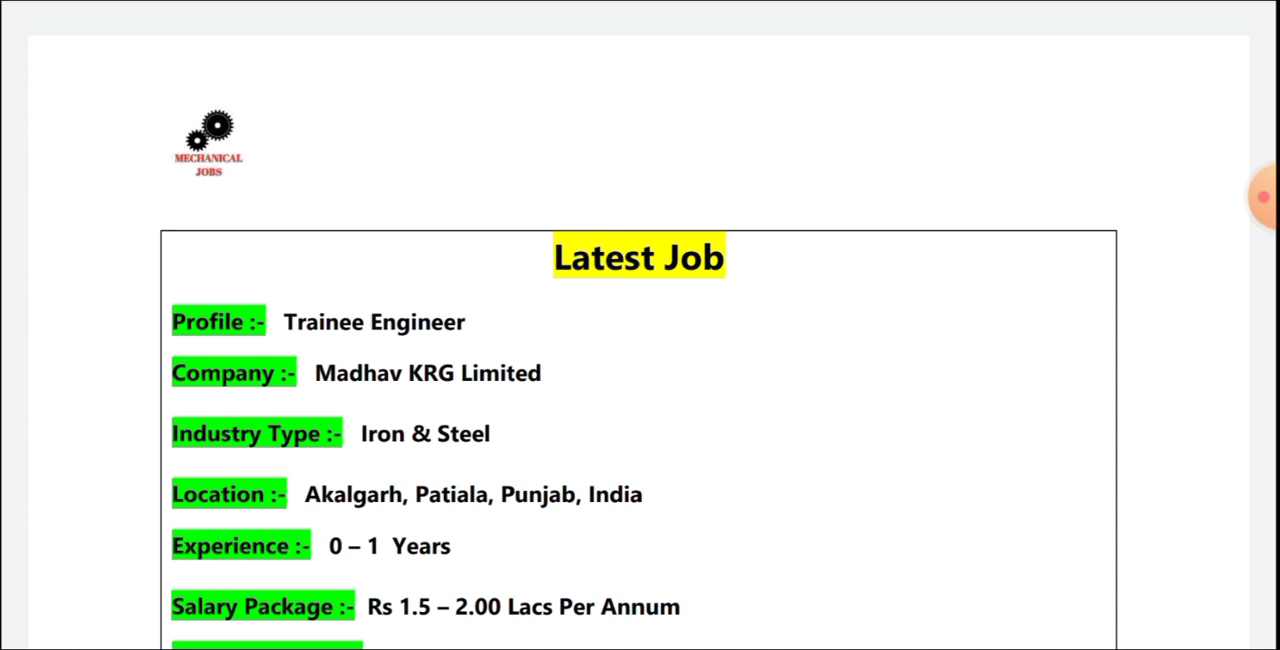 MECHANICAL
JOBS
Latest Job
Profile :- Trainee Engineer
Company :- Madhav KRG Limited
Industry Type :- Iron & Steel
Location :- Akalgarh, Patiala, Punjab, India
Experience :- 0 – 1 Years
Salary Package :- Rs 1.5 – 2.00 Lacs Per Annum